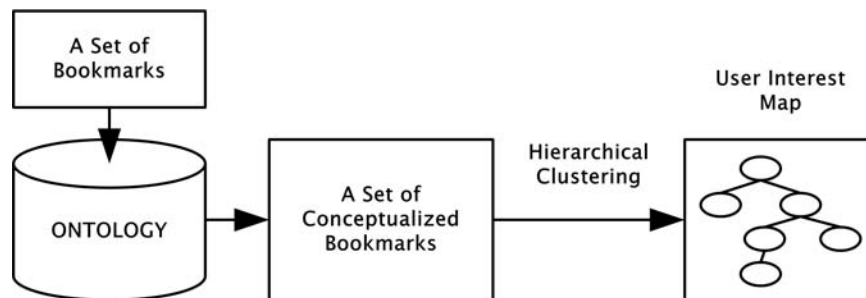 A Set of
Bookmarks
ONTOLOGY
A Set of
Conceptualized
Bookmarks
Hierarchical
Clustering
User Interest
Map